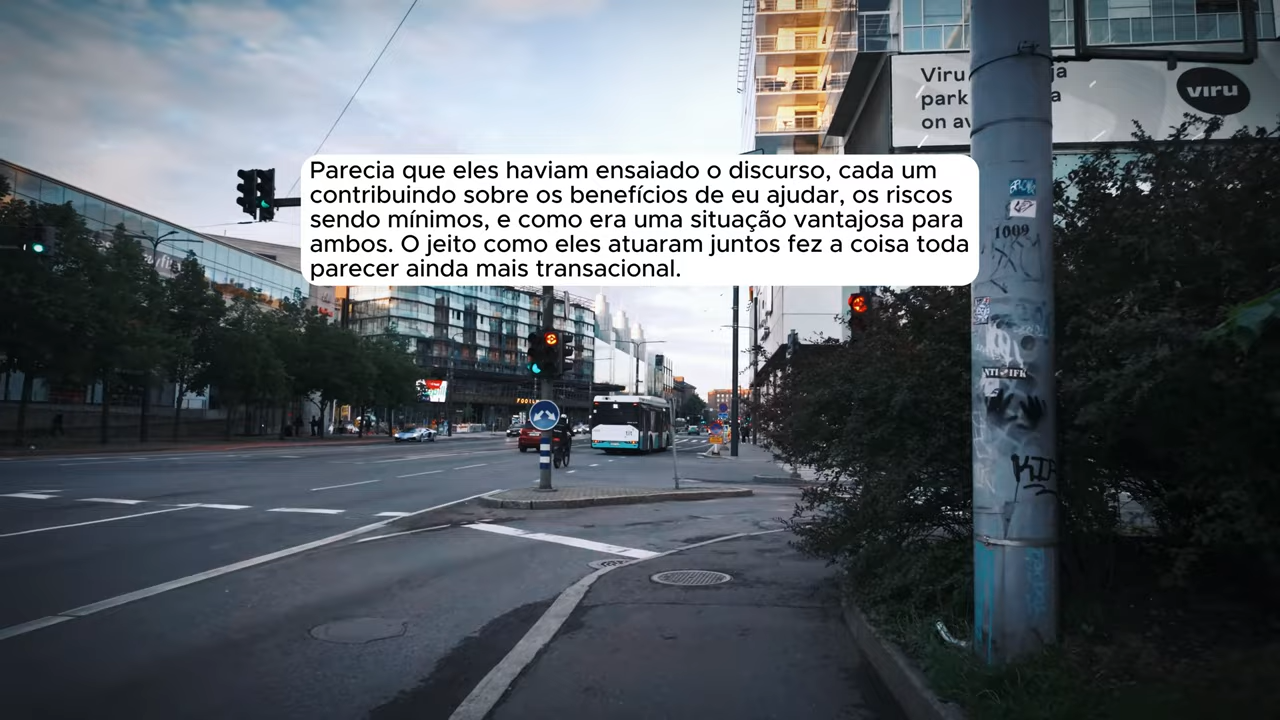 Viru
ja
park
a
on av
viru
Parecia que eles haviam ensaiado o discurso, cada um
contribuindo sobre os benefícios de eu ajudar, os riscos
sendo mínimos, e como era uma situação vantajosa para
ambos. O jeito como eles atuaram juntos fez a coisa toda
parecer ainda mais transacional.
1009